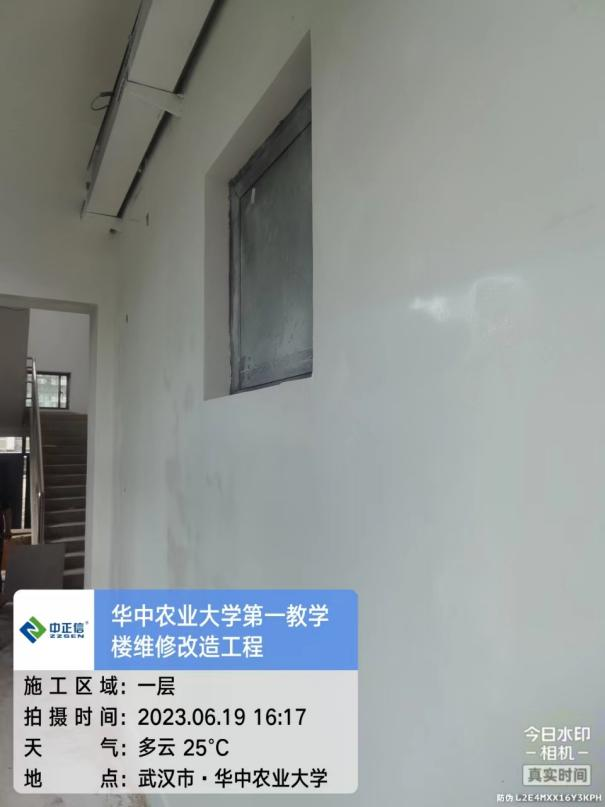 中正信
ZZSEN
华中农业大学第一教学
楼维修改造工程
施工区域：一层
拍摄时间：2023.06.19 16:17
天气：多云 25°C
地点：武汉市·华中农业大学
今日水印
-相机-
真实时间
防伪 L2E4MXX16Y3KPH